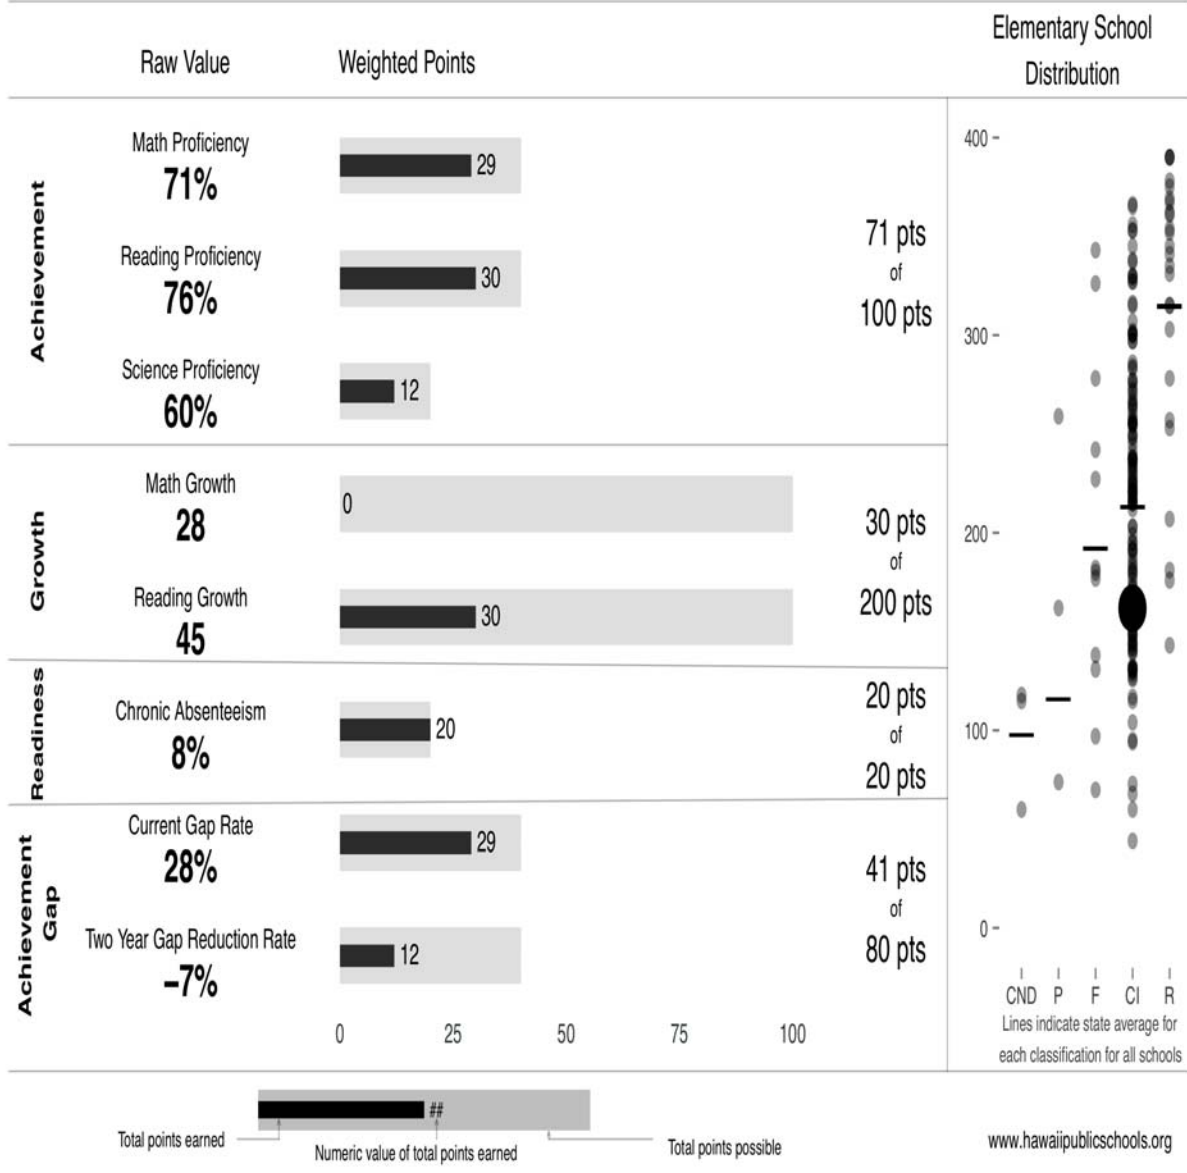 Raw Value
Weighted Points
Elementary School
Distribution
Achievement
Math Proficiency
71%
29
Reading Proficiency
76%
30
Science Proficiency
60%
12
71 pts
of
100 pts
Growth
Math Growth
28
0
Reading Growth
45
30
30 pts
of
200 pts
Readiness
Chronic Absenteeism
8%
20
20 pts
of
20 pts
Achievement
Gap
Current Gap Rate
28%
29
Two Year Gap Reduction Rate
–7%
12
41 pts
of
80 pts
0 25 50 75 100
400
300
200
100
0
CND P F CI R
Lines indicate state average for
each classification for all schools
##
Total points earned
Numeric value of total points earned
Total points possible
www.hawaiipublicschools.org